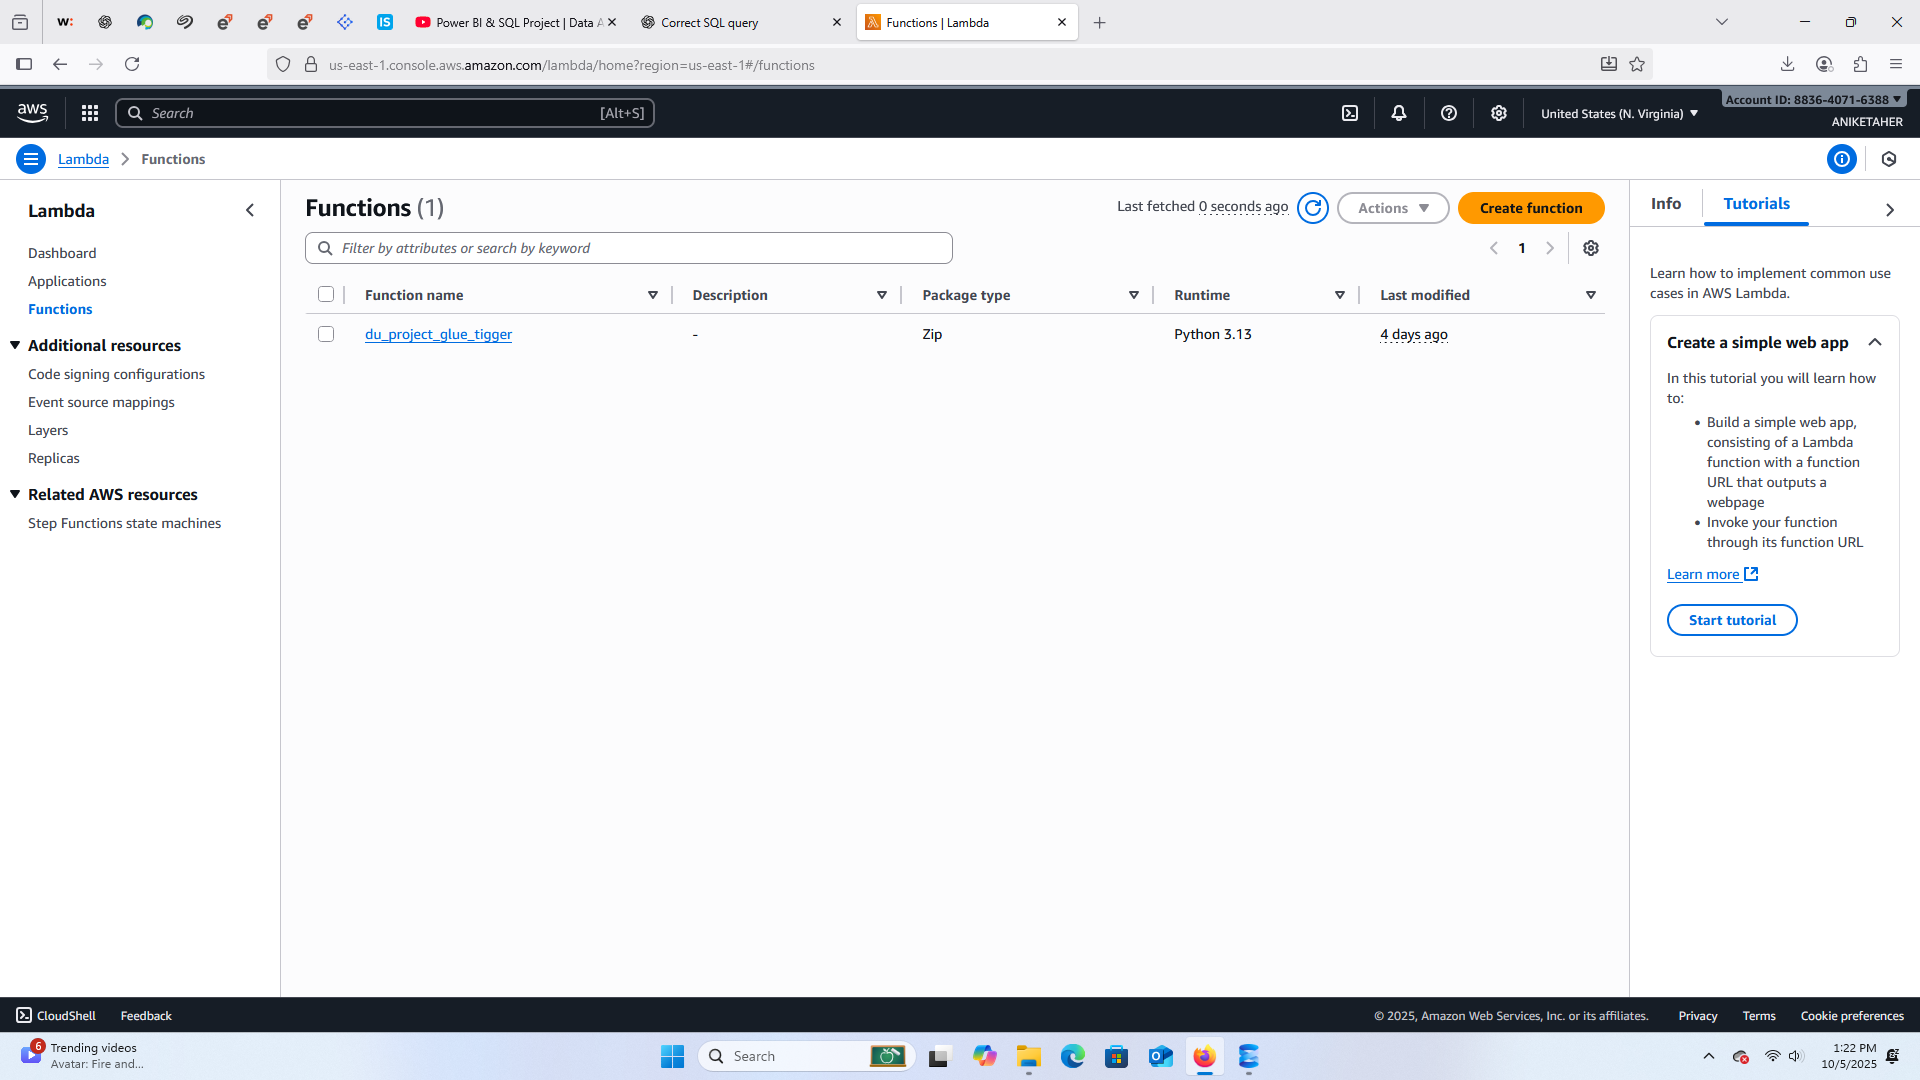 Power BI & SQL Project | Data A
Correct SQL query
Functions | Lambda
us-east-1.console.aws.amazon.com/lambda/home?region=us-east-1#/functions
aws
Search
[Alt+S]
United States (N. Virginia)
Account ID: 8836-4071-6388
ANIKETAHER
Lambda
Functions
Lambda
Dashboard
Applications
Functions
Additional resources
Code signing configurations
Event source mappings
Layers
Replicas
Related AWS resources
Step Functions state machines
Functions (1)
Last fetched 0 seconds ago
Actions
Create function
Filter by attributes or search by keyword
1
Function name
Description
Package type
Runtime
Last modified
du_project_glue_tigger
-
Zip
Python 3.13
4 days ago
Info
Tutorials
Learn how to implement common use
cases in AWS Lambda.
Create a simple web app
In this tutorial you will learn how
to:
• Build a simple web app,
consisting of a Lambda
function with a function
URL that outputs a
webpage
• Invoke your function
through its function URL
Learn more
Start tutorial
CloudShell
Feedback
© 2025, Amazon Web Services, Inc. or its affiliates.
Privacy
Terms
Cookie preferences
6
Trending videos
Avatar: Fire and...
Search
1:22 PM
10/5/2025